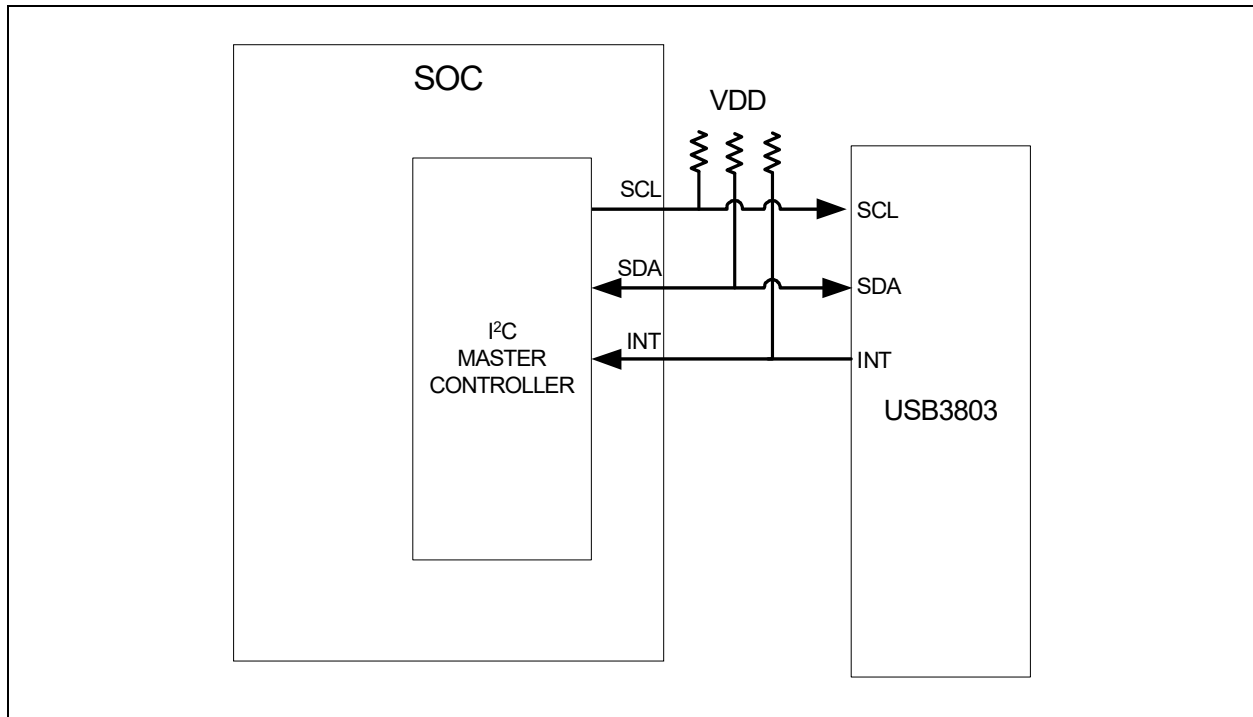 SOC
VDD
SCL
SCL
SDA
SDA
I²C
MASTER
CONTROLLER
INT
INT
USB3803